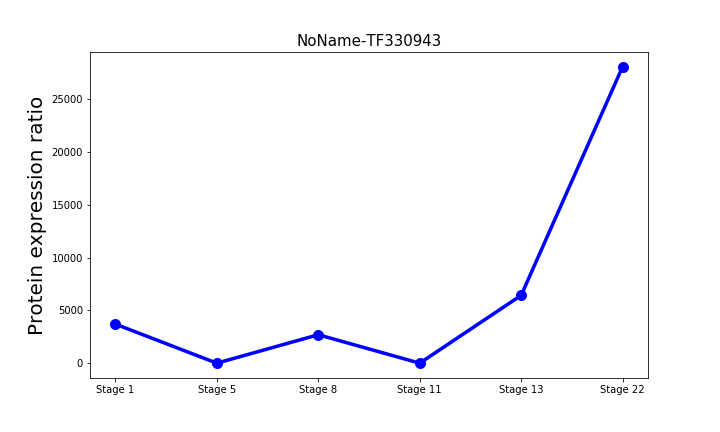 NoName-TF330943
Protein expression ratio
25000
20000
15000
10000
5000
0
Stage 1 Stage 5 Stage 8 Stage 11 Stage 13 Stage 22